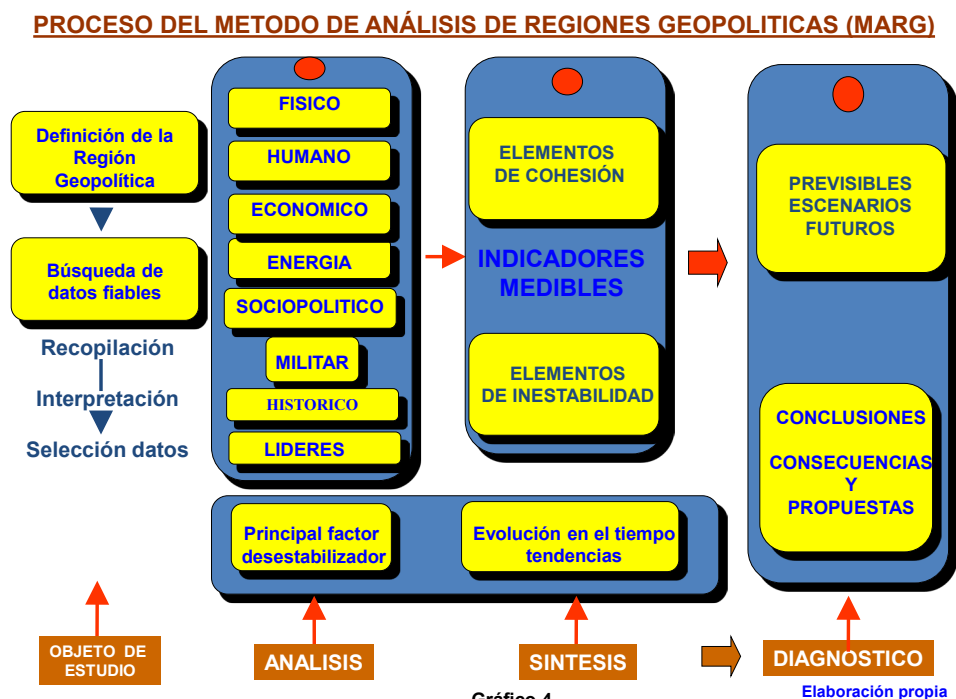 PROCESO DEL METODO DE ANÁLISIS DE REGIONES GEOPOLITICAS (MARG)
Definición de la
Región
Geopolítica
Búsqueda de
datos fiables
Recopilación
Interpretación
Selección datos
FISICO
HUMANO
ECONOMICO
ENERGIA
SOCIOPOLITICO
MILITAR
HISTORICO
LIDERES
ELEMENTOS
DE COHESIÓN
INDICADORES
MEDIBLES
ELEMENTOS
DE INESTABILIDAD
PREVISIBLES
ESCENARIOS
FUTUROS
CONCLUSIONES
CONSECUENCIAS
Y
PROPUESTAS
Principal factor
desestabilizador
Evolución en el tiempo
tendencias
OBJETO DE
ESTUDIO
ANALISIS
SINTESIS
DIAGNOSTICO
Gráfico 4
Elaboración propia